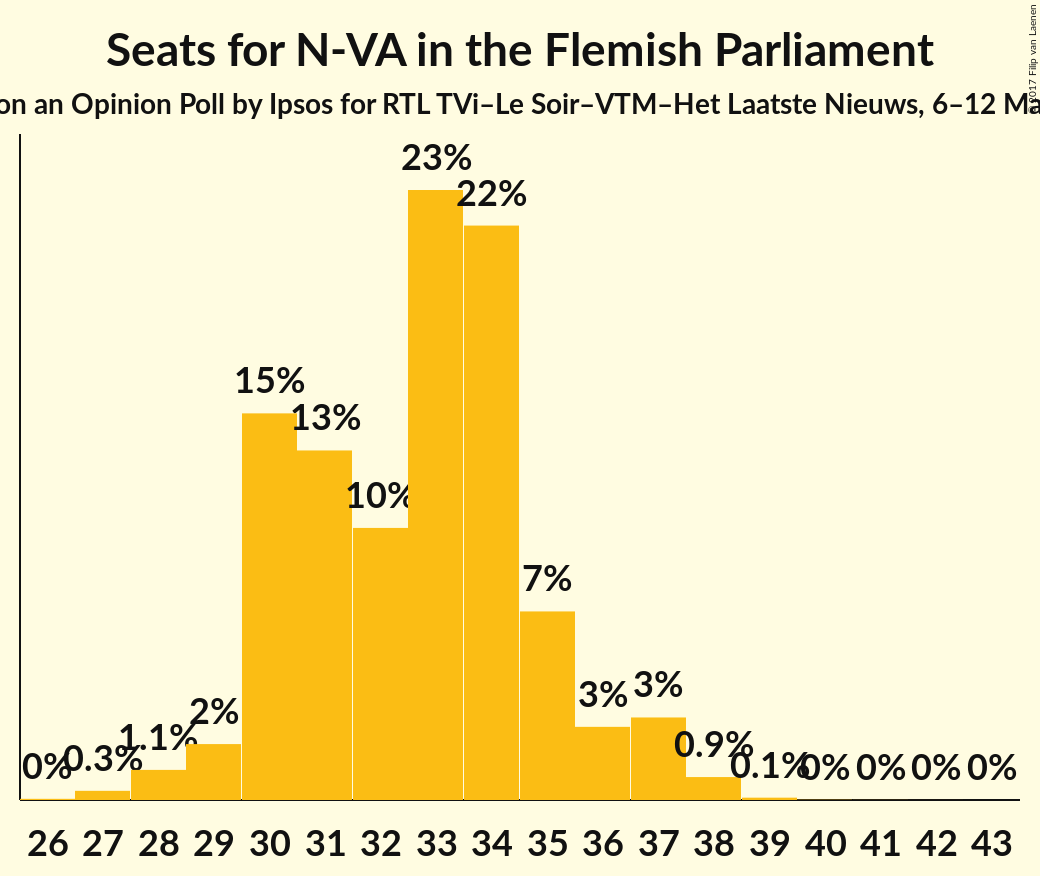 Seats for N-VA in the Flemish Parliament
on an Opinion Poll by Ipsos for RTL TVi–Le Soir–VTM–Het Laatste Nieuws, 6–12
© 2017 Filip van Laenen
23%
22%
15%
13%
10%
7%
3% 3%
2%
1.1%
0.9%
0% 0.3% 0.1% 0% 0% 0% 0%
26 27 28 29 30 31 32 33 34 35 36 37 38 39 40 41 42 43